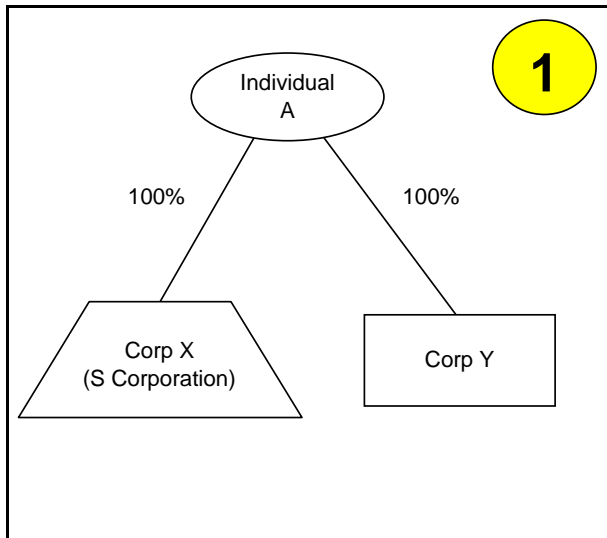 Individual
A
1
100%
100%
Corp X
(S Corporation)
Corp Y